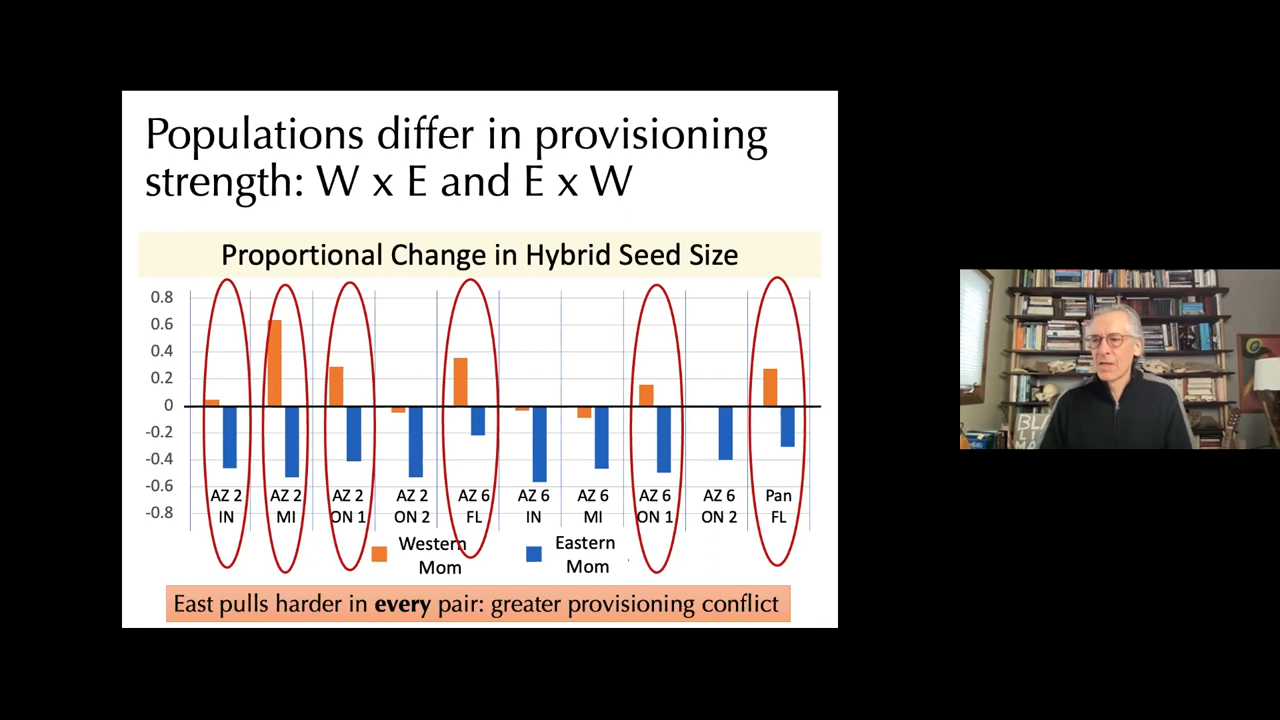 Populations differ in provisioning
strength: W x E and E x W
Proportional Change in Hybrid Seed Size
0.8
0.6
0.4
0.2
0
-0.2
-0.4
-0.6
-0.8
AZ 2 AZ 2 AZ 2 AZ 2 AZ 6 AZ 6 AZ 6 AZ 6 AZ 6 Pan
IN MI ON 1 ON 2 FL IN MI ON 1 ON 2 FL
Western Eastern
Mom Mom
East pulls harder in every pair: greater provisioning conflict